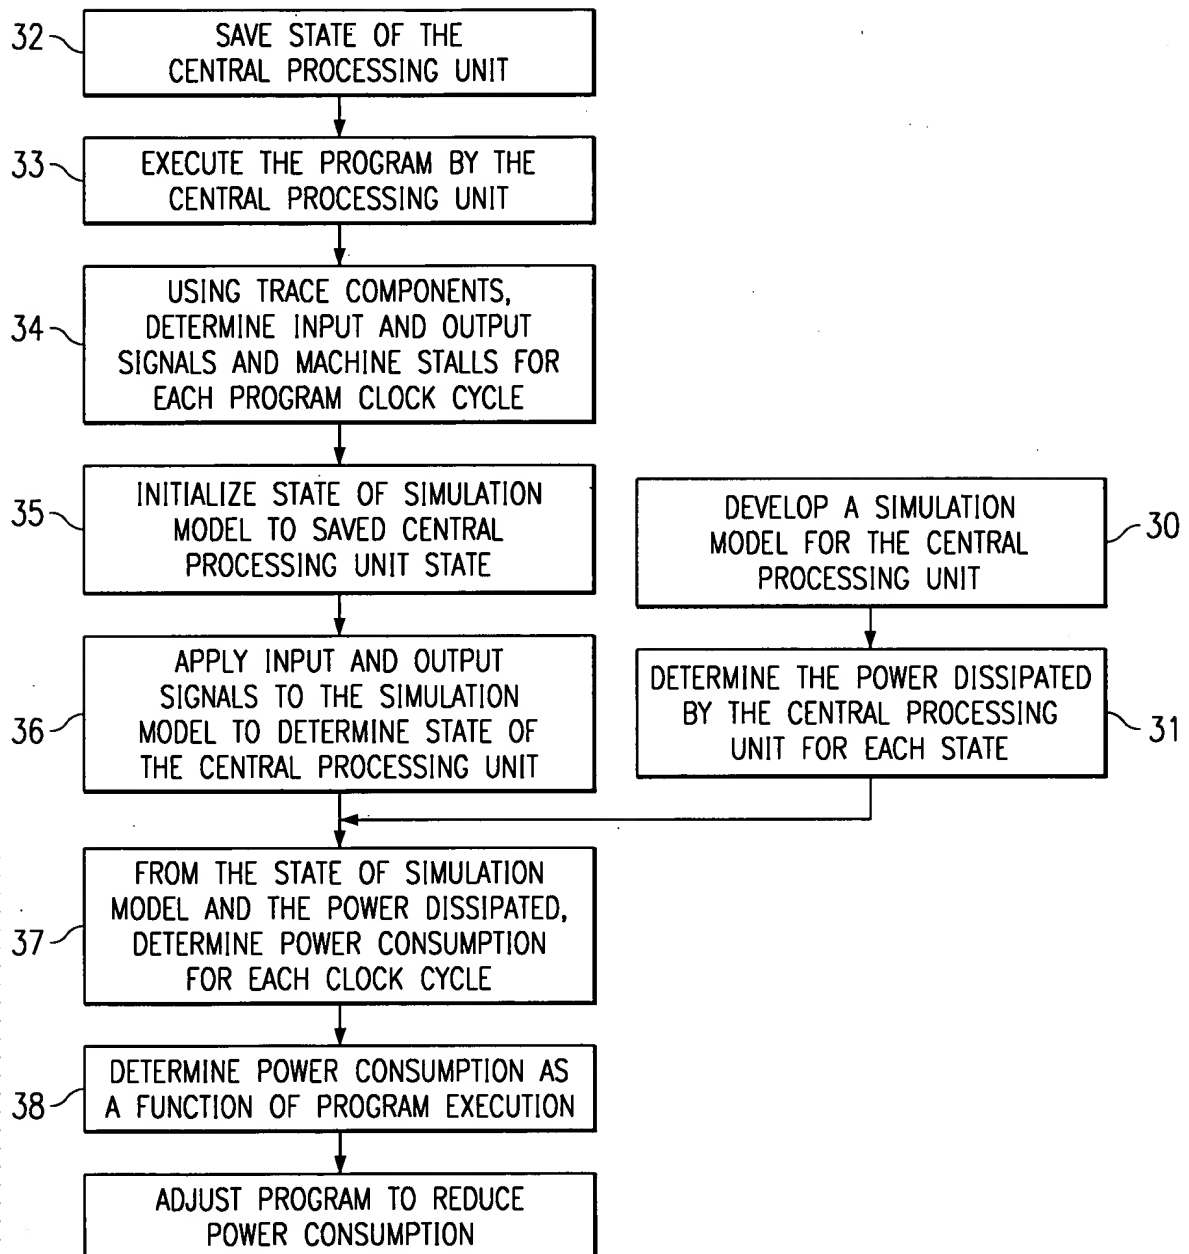 32
SAVE STATE OF THE
CENTRAL PROCESSING UNIT
33
EXECUTE THE PROGRAM BY THE
CENTRAL PROCESSING UNIT
34
USING TRACE COMPONENTS,
DETERMINE INPUT AND OUTPUT
SIGNALS AND MACHINE STALLS FOR
EACH PROGRAM CLOCK CYCLE
35
INITIALIZE STATE OF SIMULATION
MODEL TO SAVED CENTRAL
PROCESSING UNIT STATE
DEVELOP A SIMULATION
MODEL FOR THE CENTRAL
PROCESSING UNIT
30
36
APPLY INPUT AND OUTPUT
SIGNALS TO THE SIMULATION
MODEL TO DETERMINE STATE OF
THE CENTRAL PROCESSING UNIT
DETERMINE THE POWER DISSIPATED
BY THE CENTRAL PROCESSING
UNIT FOR EACH STATE
31
37
FROM THE STATE OF SIMULATION
MODEL AND THE POWER DISSIPATED,
DETERMINE POWER CONSUMPTION
FOR EACH CLOCK CYCLE
38
DETERMINE POWER CONSUMPTION AS
A FUNCTION OF PROGRAM EXECUTION
ADJUST PROGRAM TO REDUCE
POWER CONSUMPTION